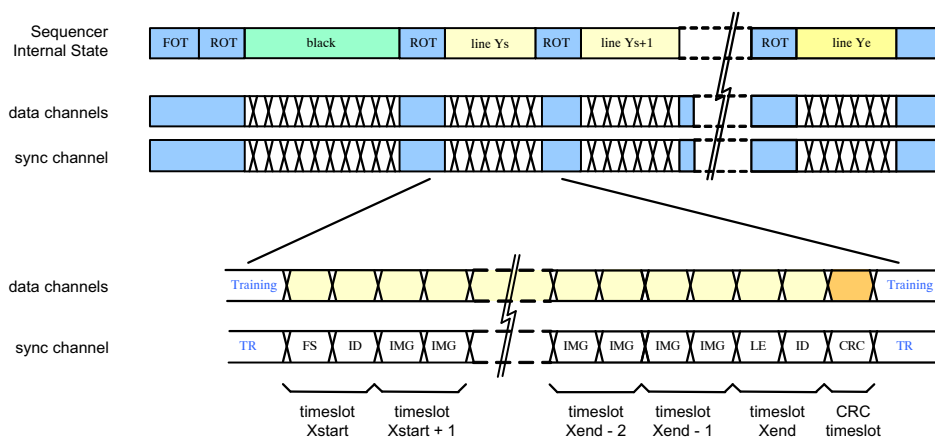 Sequencer
Internal State
FOT ROT black ROT line Ys ROT line Ys+1 ROT line Ye
data channels
sync channel
data channels
Training Training
sync channel
TR FS ID IMG IMG IMG IMG IMG IMG LE ID CRC TR
timeslot timeslot timeslot timeslot timeslot CRC
Xstart Xstart + 1 Xend - 2 Xend - 1 Xend timeslot